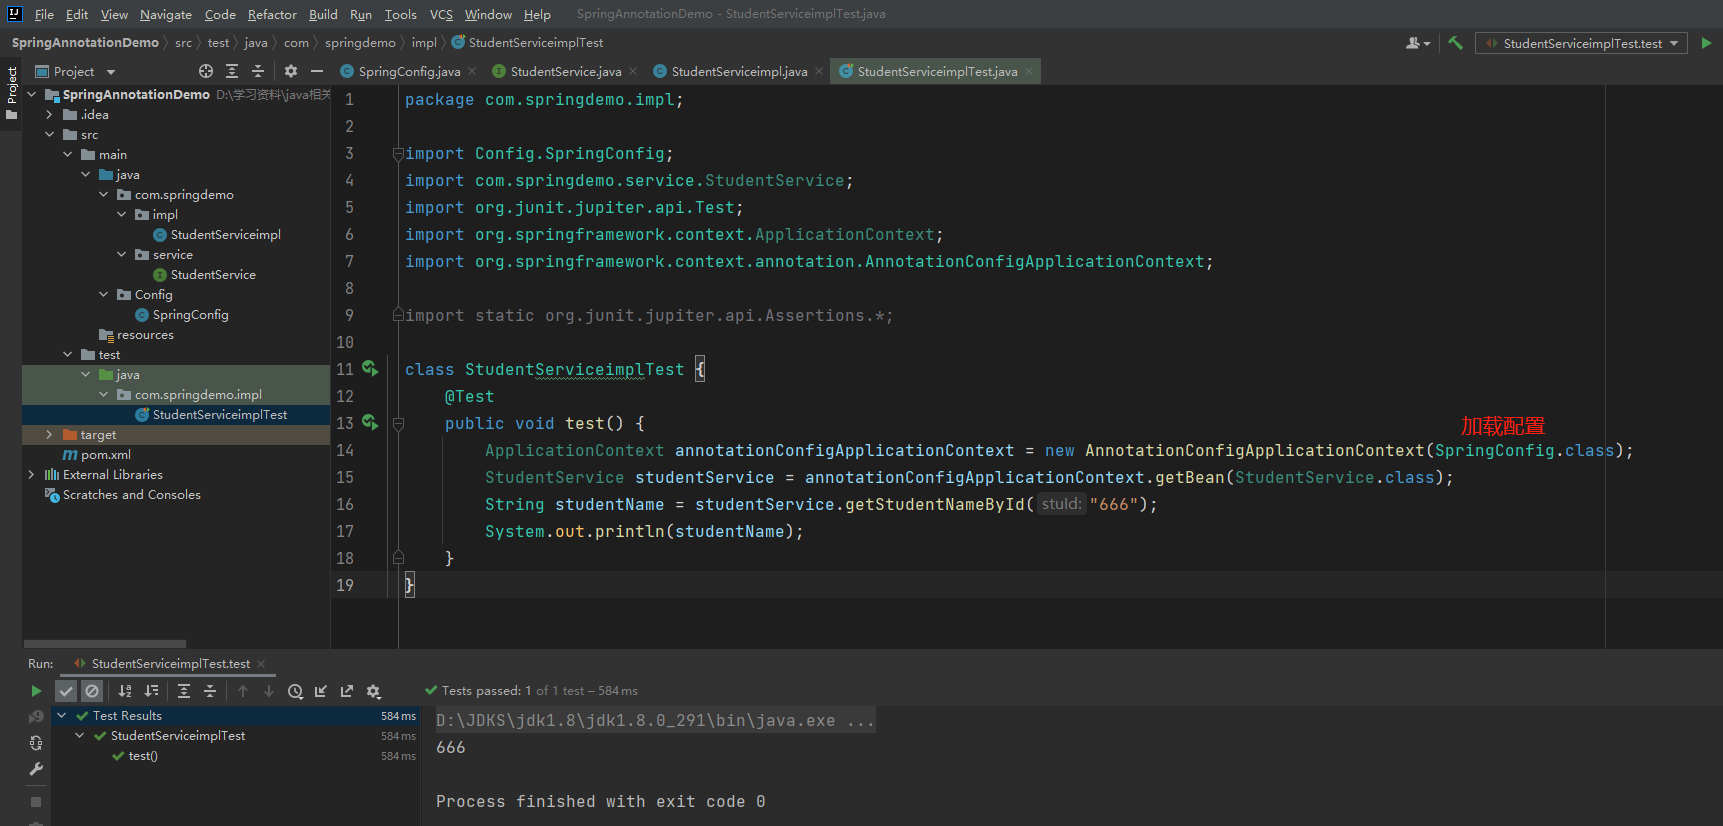 File Edit View Navigate Code Refactor Build Run Tools VCS Window Help SpringAnnotationDemo - StudentServiceimplTest.java
SpringAnnotationDemo src test java com springdemo impl StudentServiceimplTest
StudentServiceimplTest.test
Project
Project
SpringConfig.java StudentService.java StudentServiceimpl.java StudentServiceimplTest.java
SpringAnnotationDemo D:\学习资料\java相关
.idea
src
main
java
com.springdemo
impl
StudentServiceimpl
service
StudentService
Config
SpringConfig
resources
test
java
com.springdemo.impl
StudentServiceimplTest
target
pom.xml
External Libraries
Scratches and Consoles
1 package com.springdemo.impl;
2
3 import Config.SpringConfig;
4 import com.springdemo.service.StudentService;
5 import org.junit.jupiter.api.Test;
6 import org.springframework.context.ApplicationContext;
7 import org.springframework.context.annotation.AnnotationConfigApplicationContext;
8
9 import static org.junit.jupiter.api.Assertions.*;
10
11 class StudentServiceimplTest {
12 @Test
13 public void test() {
加载配置
14 ApplicationContext annotationConfigApplicationContext = new AnnotationConfigApplicationContext(SpringConfig.class);
15 StudentService studentService = annotationConfigApplicationContext.getBean(StudentService.class);
16 String studentName = studentService.getStudentNameById( stuId: "666");
17 System.out.println(studentName);
18 }
19 }
Run: StudentServiceimplTest.test
Tests passed: 1 of 1 test – 584 ms
Test Results 584 ms
StudentServiceimplTest 584 ms
test() 584 ms
D:\JDKS\jdk1.8\jdk1.8.0_291\bin\java.exe ...
666
Process finished with exit code 0